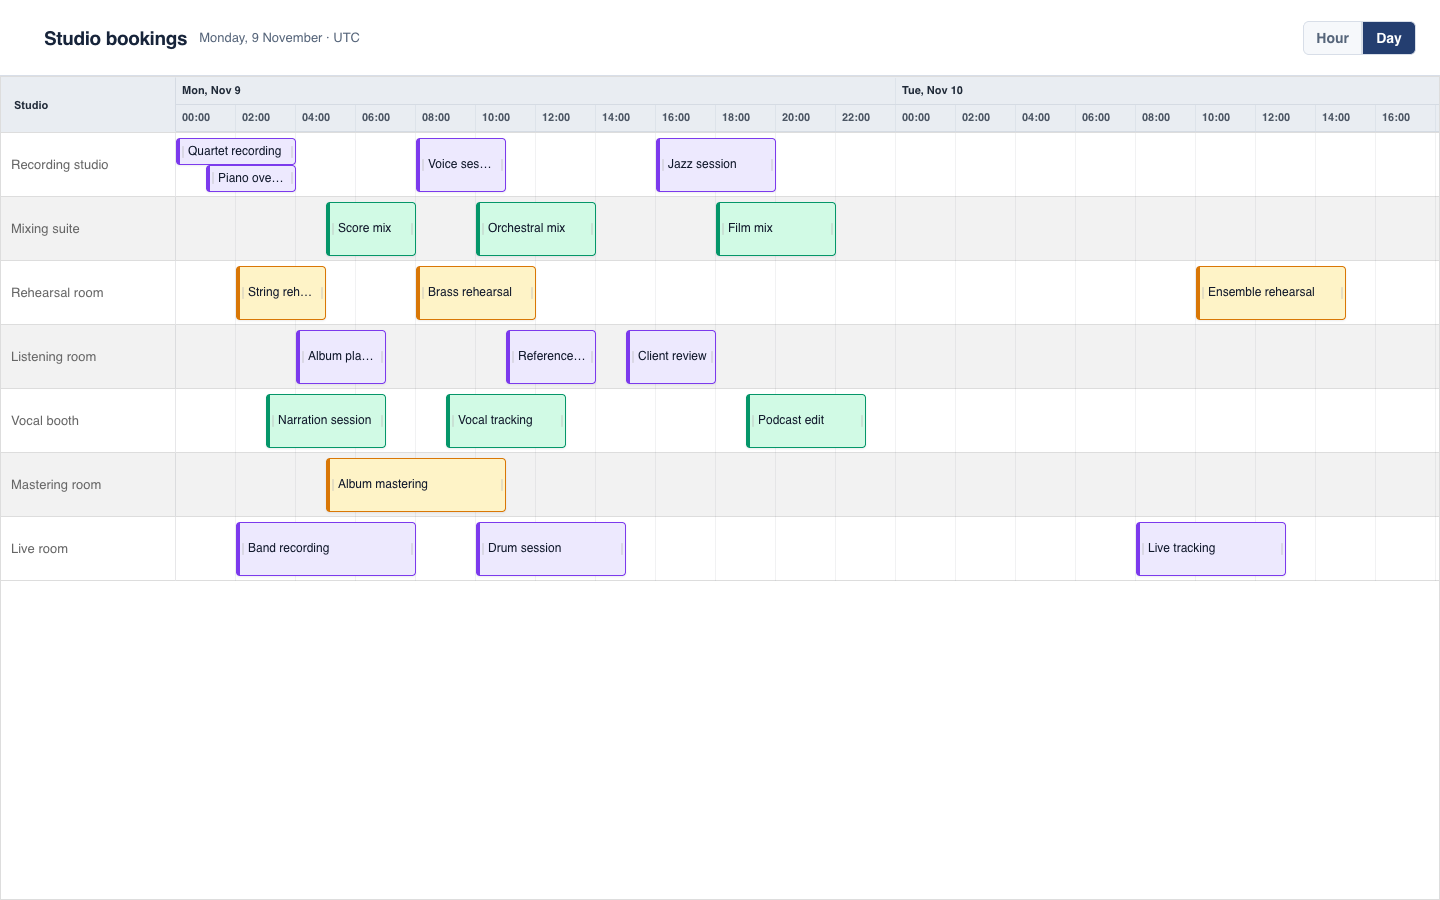 Studio bookings Monday, 9 November · UTC
Hour Day
Studio
Mon, Nov 9 Tue, Nov 10
00:00 02:00 04:00 06:00 08:00 10:00 12:00 14:00 16:00 18:00 20:00 22:00 00:00 02:00 04:00 06:00 08:00 10:00 12:00 14:00 16:00
Recording studio
Quartet recording
Piano ove…
Voice ses…
Jazz session
Mixing suite
Score mix
Orchestral mix
Film mix
Rehearsal room
String reh…
Brass rehearsal
Ensemble rehearsal
Listening room
Album pla…
Reference…
Client review
Vocal booth
Narration session
Vocal tracking
Podcast edit
Mastering room
Album mastering
Live room
Band recording
Drum session
Live tracking